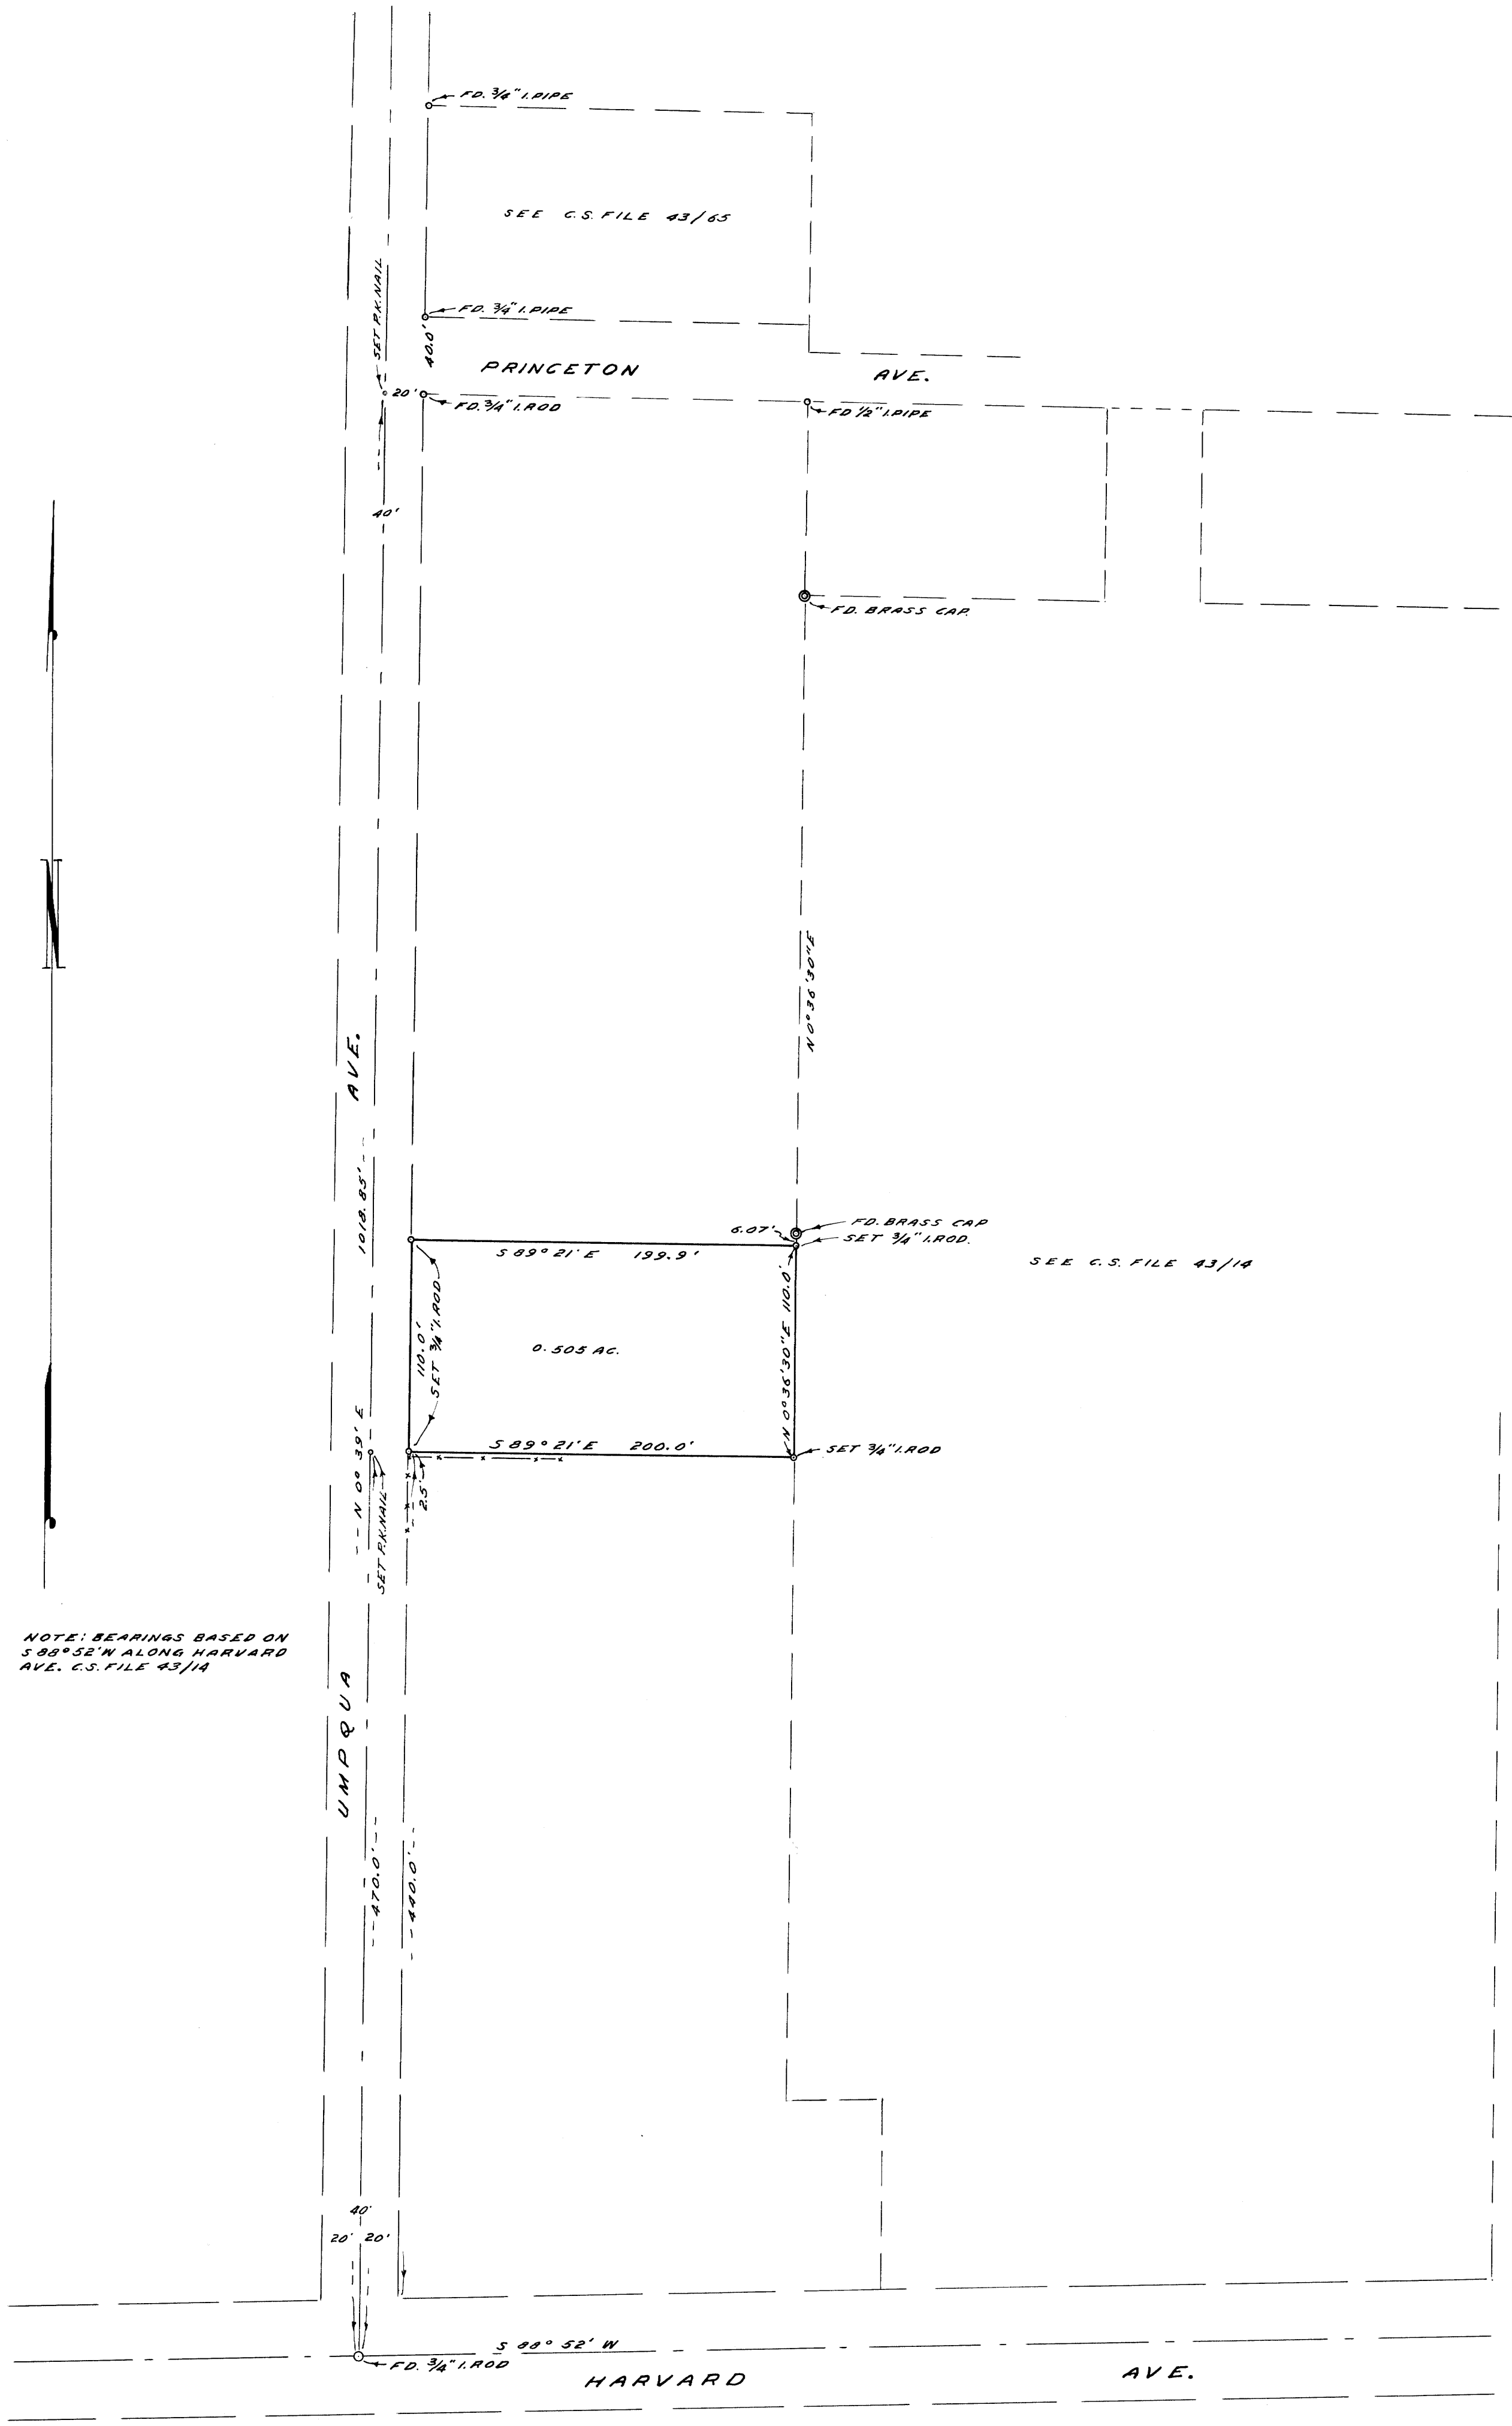 FD. 3/4" I. PIPE
SEE C.S. FILE 43/65
SET P.K. NAIL
FD. 3/4" I. PIPE
40.0'
PRINCETON AVE.
20'
FD. 3/4" I. ROD
FD 1/2" I. PIPE
40'
FD. BRASS CAP.
N 0° 36' 30" E
N
AVE.
1018.85'
6.07'
FD. BRASS CAP
SET 3/4" I. ROD.
S 89° 21' E 199.9'
SEE C.S. FILE 43/14
110.0'
SET 3/4" I. ROD
0.505 AC.
N 0° 36' 30" E 110.0'
N 0° 39' E
S 89° 21' E 200.0'
SET 3/4" I. ROD
2.5'
SET P.K. NAIL
NOTE: BEARINGS BASED ON
S 88° 52' W ALONG HARVARD
AVE. C.S. FILE 43/14
UMPQUA
470.0'
440.0'
40'
20' 20'
S 88° 52' W
FD. 3/4" I. ROD
HARVARD AVE.